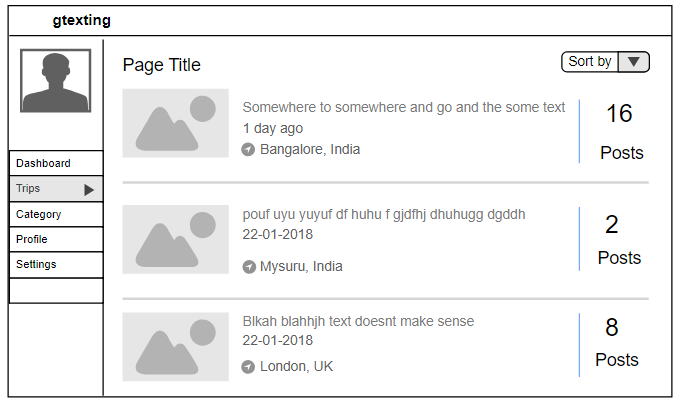 gtexting
Dashboard
Trips
Category
Profile
Settings
Page Title
Sort by
Somewhere to somewhere and go and the some text
1 day ago
Bangalore, India
16
Posts
pouf uyu yuyuf df huhu f gjdfhj dhuhugg dgddh
22-01-2018
Mysuru, India
2
Posts
Blkah blahhjh text doesnt make sense
22-01-2018
London, UK
8
Posts